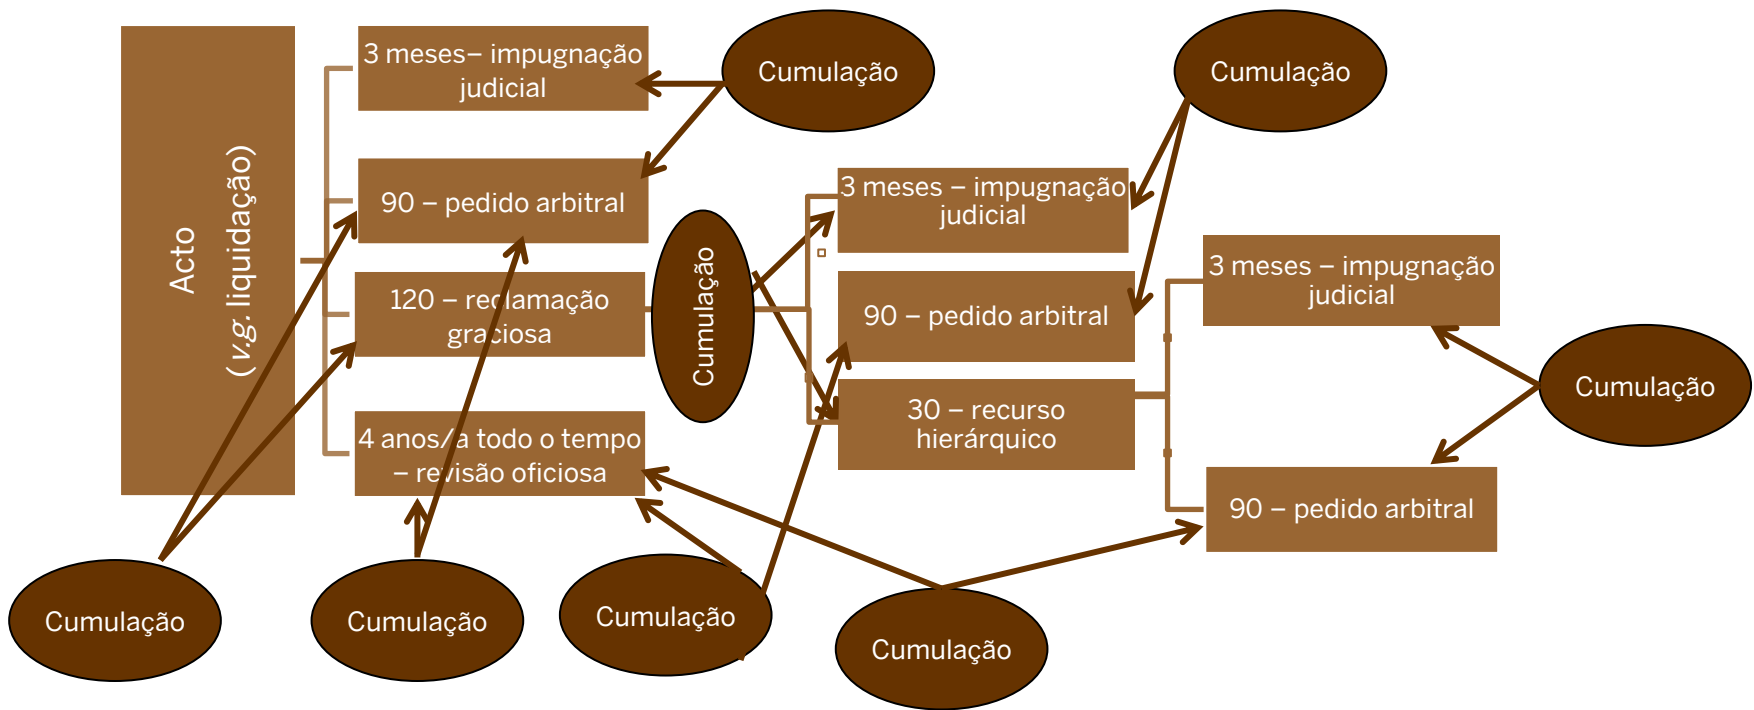 Acto
(v.g. liquidação)
3 meses– impugnação
judicial
90 – pedido arbitral
120 – reclamação
graciosa
4 anos/a todo o tempo
– revisão oficiosa
Cumulação
Cumulação
Cumulação
3 meses – impugnação
judicial
90 – pedido arbitral
30 – recurso
hierárquico
3 meses – impugnação
judicial
90 – pedido arbitral
Cumulação
Cumulação
Cumulação
Cumulação
Cumulação